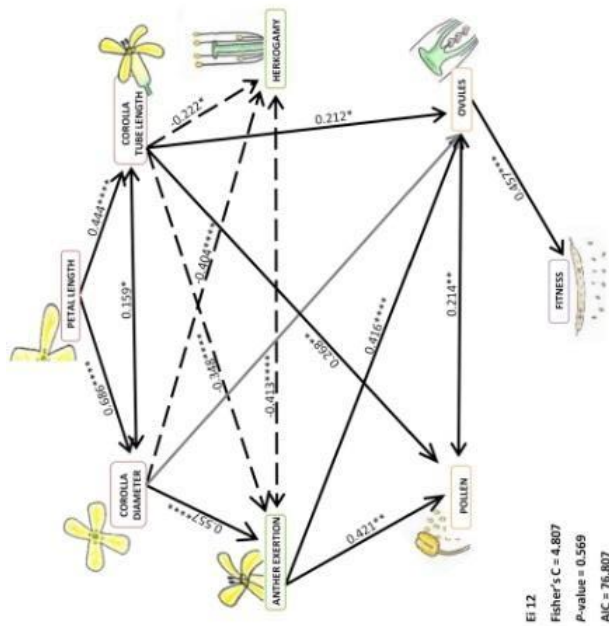 PETAL LENGTH
0.686****
0.444****
COROLLA
DIAMETER
COROLLA
TUBE LENGTH
0.159*
0.557****
-0.348****
-0.404****
-0.222*
ANTHER EXERTION
-0.413****
HERKOGAMY
0.212*
0.268**
0.416****
0.421**
POLLEN
0.214**
OVULES
0.457***
FITNESS
Ei 12
Fisher's C = 4.807
P-value = 0.569
AIC = 76.807